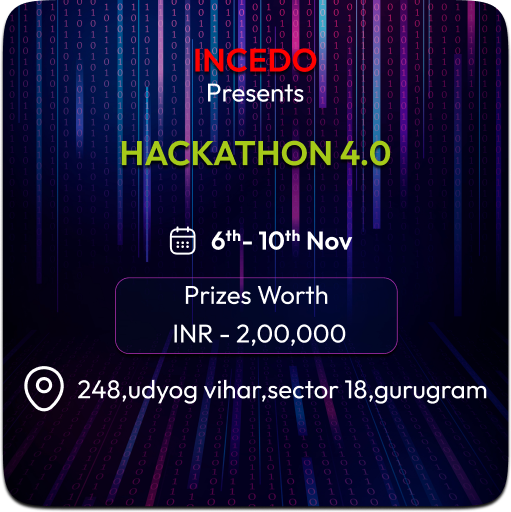 INCEDO
Presents
HACKATHON 4.0
6th- 10th Nov
Prizes Worth
INR - 2,00,000
248,udyog vihar,sector 18,gurugram